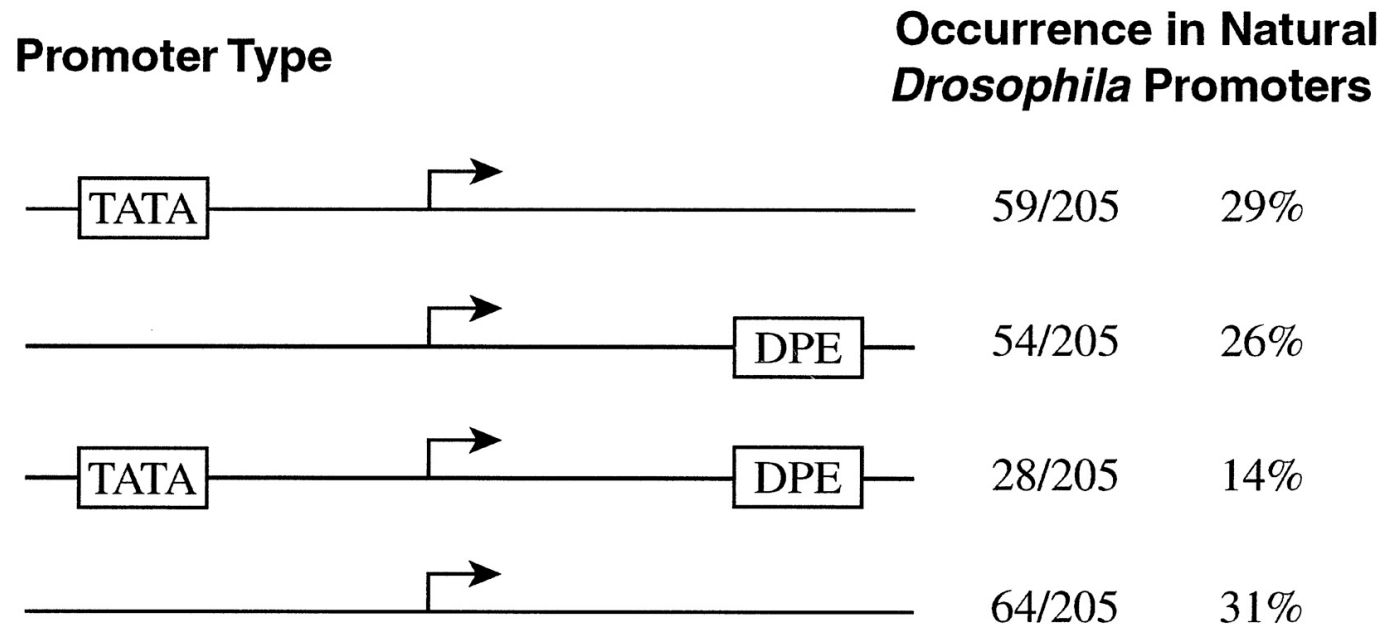 Promoter Type
Occurrence in Natural
Drosophila Promoters
TATA 59/205 29%
DPE 54/205 26%
TATA DPE 28/205 14%
64/205 31%